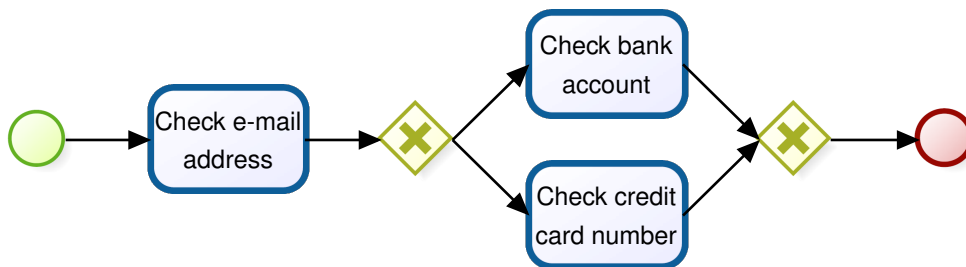 Check e-mail
address
Check bank
account
Check credit
card number